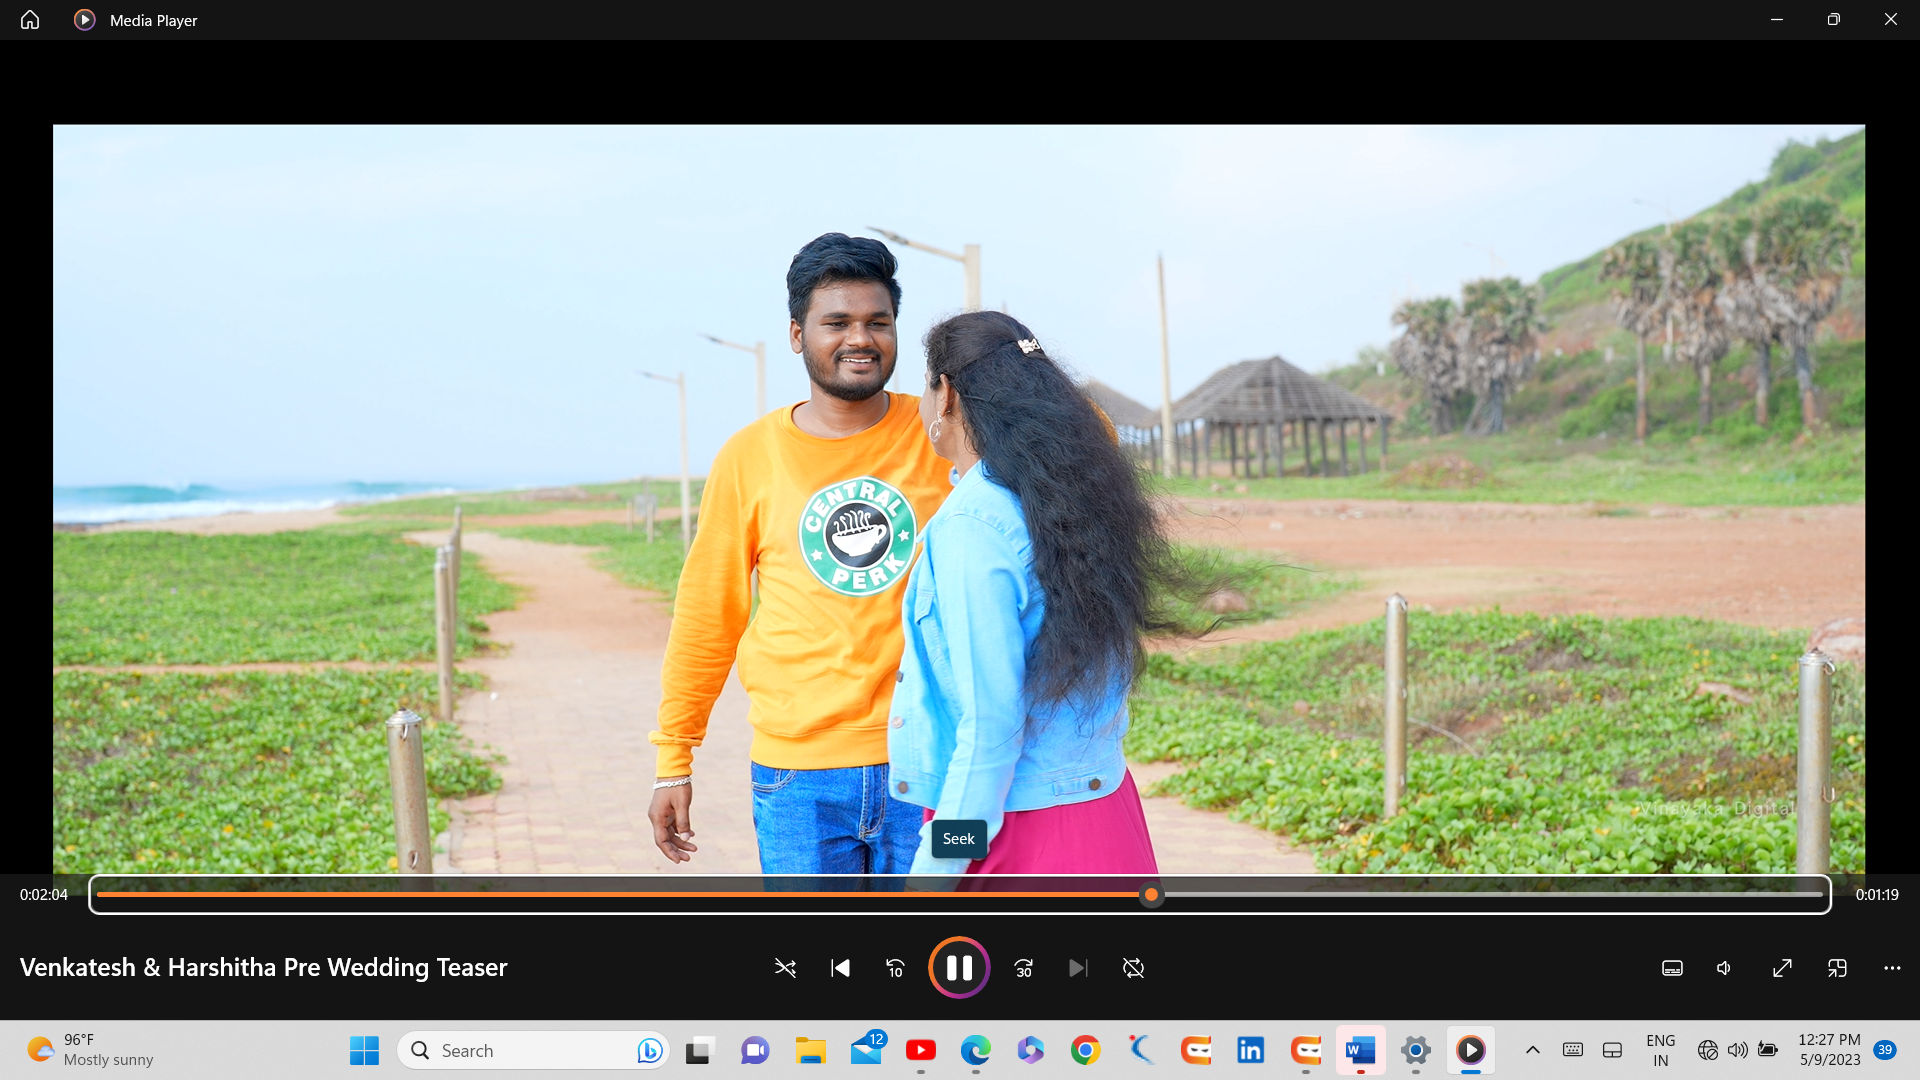 Media Player
CENTRAL
PERK
Vinayaka Digital
Seek
0:02:04
0:01:19
Venkatesh & Harshitha Pre Wedding Teaser
10
30
96°F
Mostly sunny
Search
12
W
in
ENG
IN
12:27 PM
5/9/2023
39